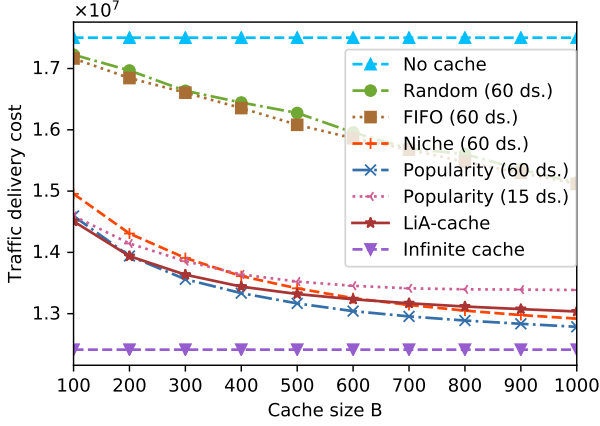 ×10⁷
1.7
1.6
1.5
1.4
1.3
Traffic delivery cost
No cache
Random (60 ds.)
FIFO (60 ds.)
Niche (60 ds.)
Popularity (60 ds.)
Popularity (15 ds.)
LiA-cache
Infinite cache
100 200 300 400 500 600 700 800 900 1000
Cache size B